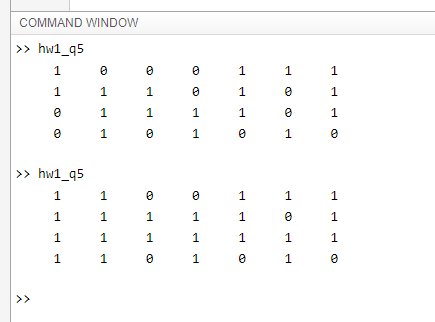 COMMAND WINDOW
>> hw1_q5
1 0 0 0 1 1 1
1 1 1 0 1 0 1
0 1 1 1 1 0 1
0 1 0 1 0 1 0
>> hw1_q5
1 1 0 0 1 1 1
1 1 1 1 1 0 1
1 1 1 1 1 1 1
1 1 0 1 0 1 0
>>